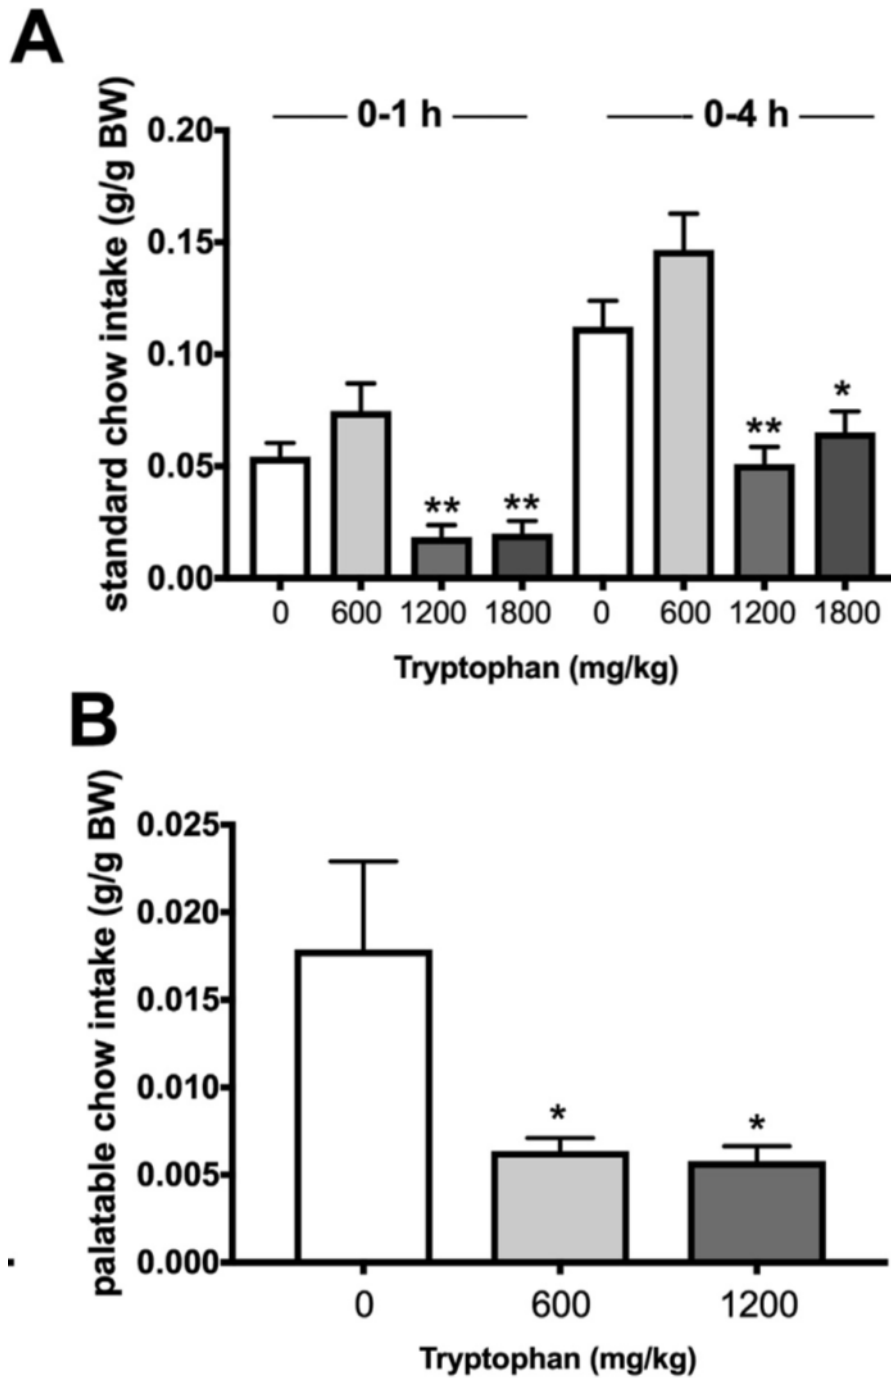 A
standard chow intake (g/g BW)
0-1 h
0-4 h
0.20
0.15
0.10
0.05
0.00
** ** ** *
0 600 1200 1800 0 600 1200 1800
Tryptophan (mg/kg)
B
palatable chow intake (g/g BW)
0.025
0.020
0.015
0.010
0.005
0.000
* *
0 600 1200
Tryptophan (mg/kg)